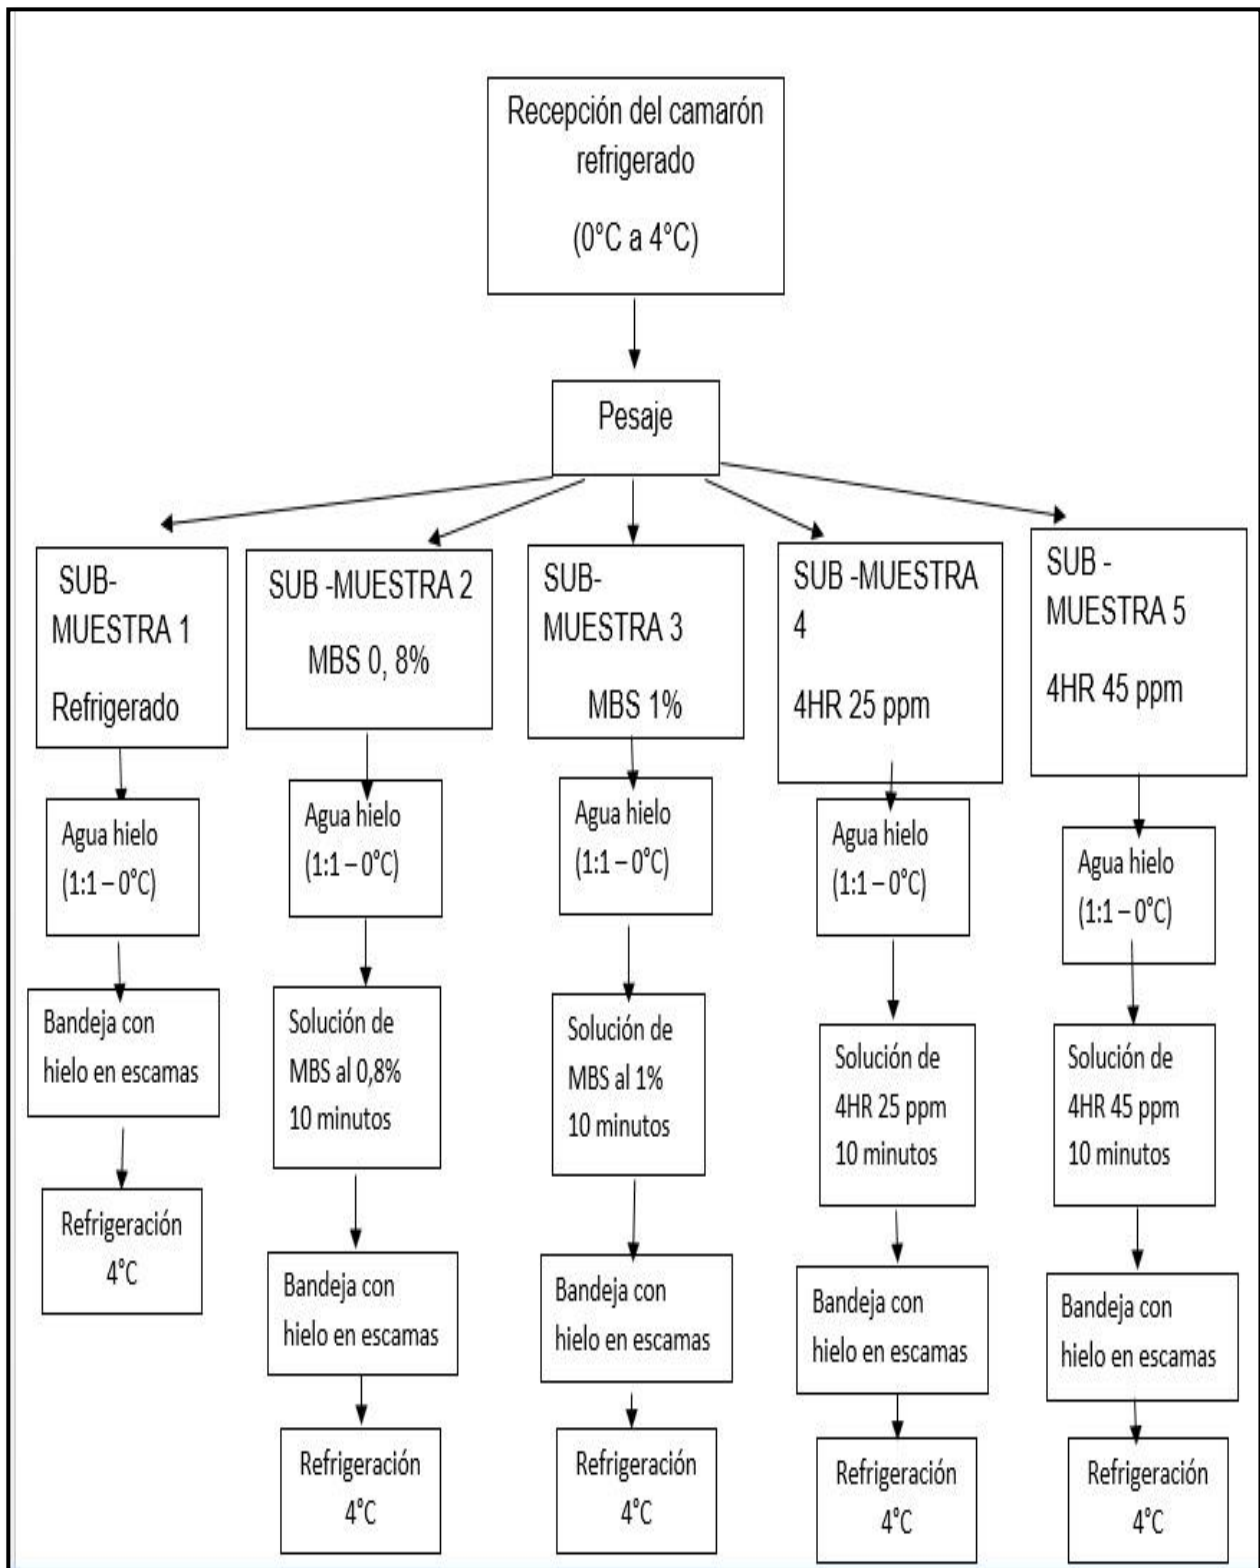 Recepción del camarón
refrigerado
(0°C a 4°C)
Pesaje
SUB-
MUESTRA 1
Refrigerado
Agua hielo
(1:1 – 0°C)
Bandeja con
hielo en escamas
Refrigeración
4°C
SUB -MUESTRA 2
MBS 0, 8%
Agua hielo
(1:1 – 0°C)
Solución de
MBS al 0,8%
10 minutos
Bandeja con
hielo en escamas
Refrigeración
4°C
SUB-
MUESTRA 3
MBS 1%
Agua hielo
(1:1 – 0°C)
Solución de
MBS al 1%
10 minutos
Bandeja con
hielo en escamas
Refrigeración
4°C
SUB -MUESTRA
4
4HR 25 ppm
Agua hielo
(1:1 – 0°C)
Solución de
4HR 25 ppm
10 minutos
Bandeja con
hielo en escamas
Refrigeración
4°C
SUB -
MUESTRA 5
4HR 45 ppm
Agua hielo
(1:1 – 0°C)
Solución de
4HR 45 ppm
10 minutos
Bandeja con
hielo en escamas
Refrigeración
4°C